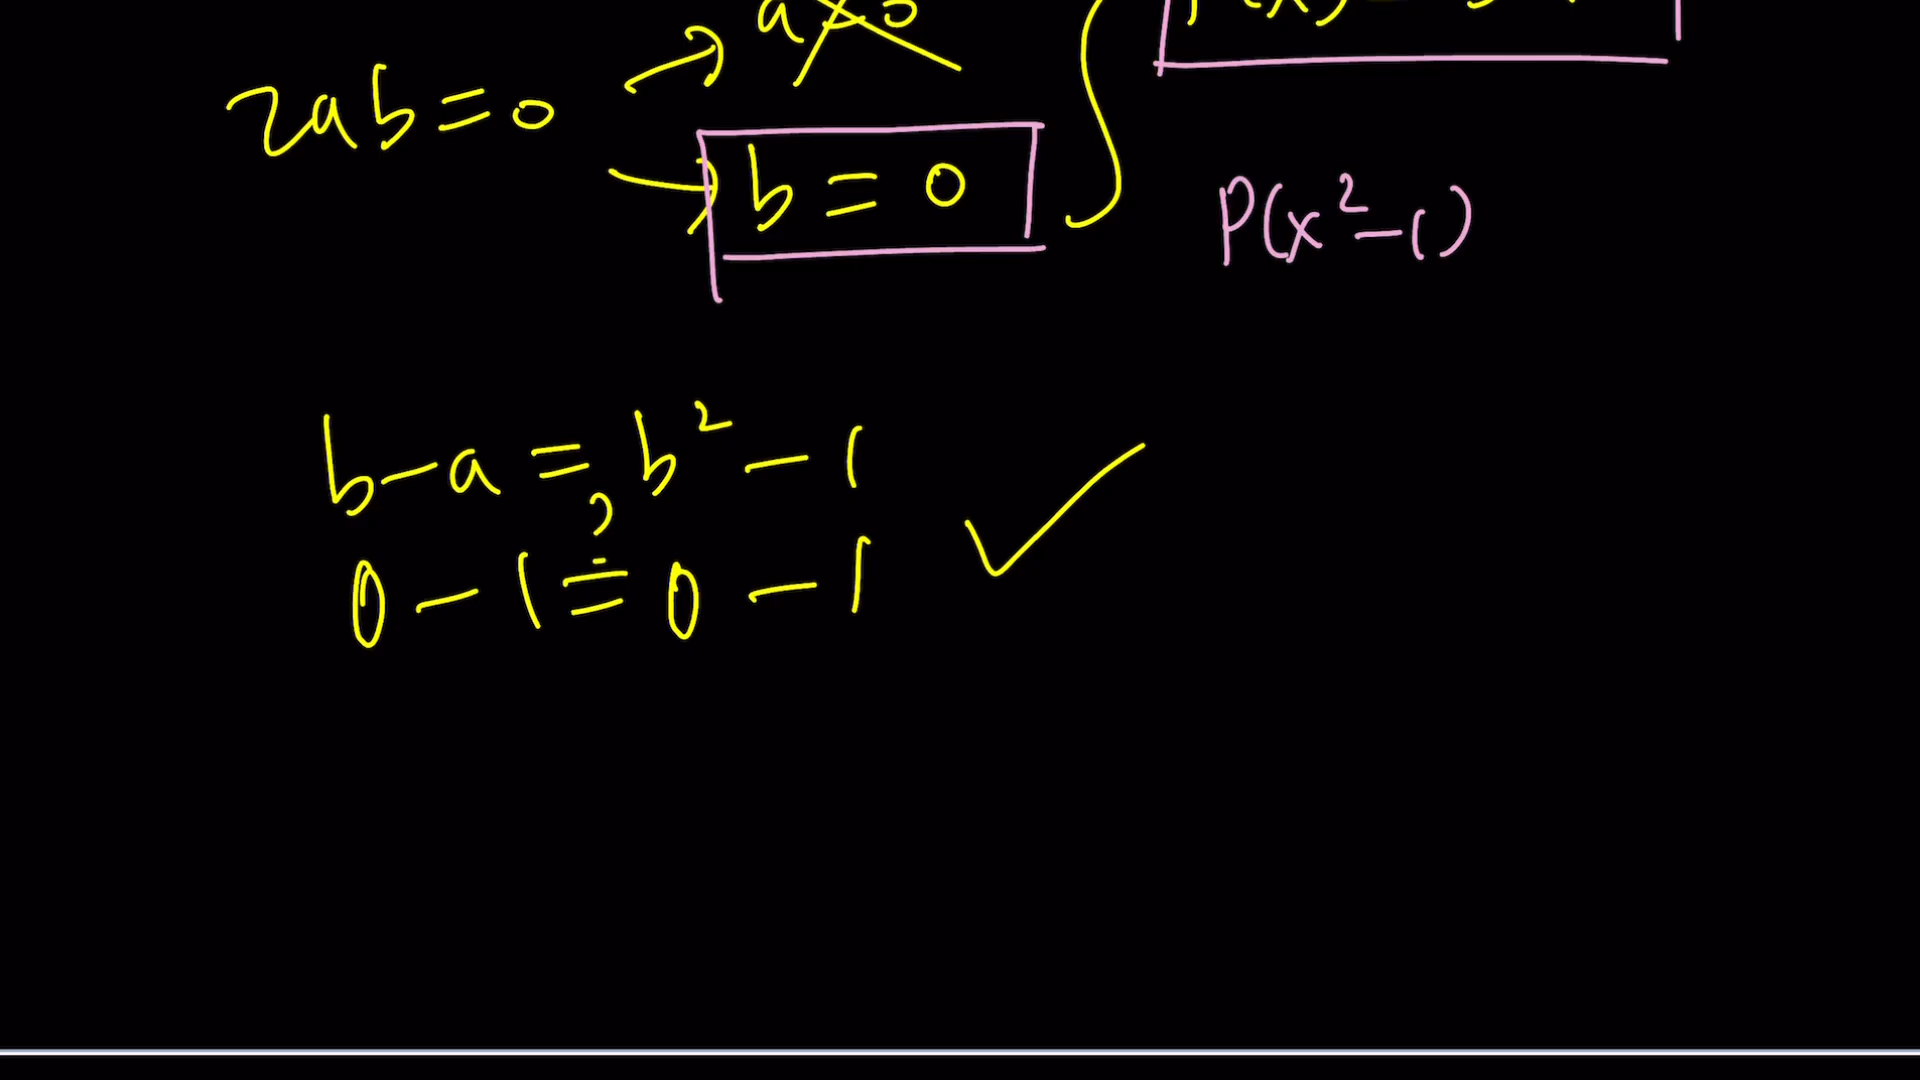 2ab=0
b = 0
P(x²-1)
b-a = b² - 1
0 - 1 ≟ 0 - 1